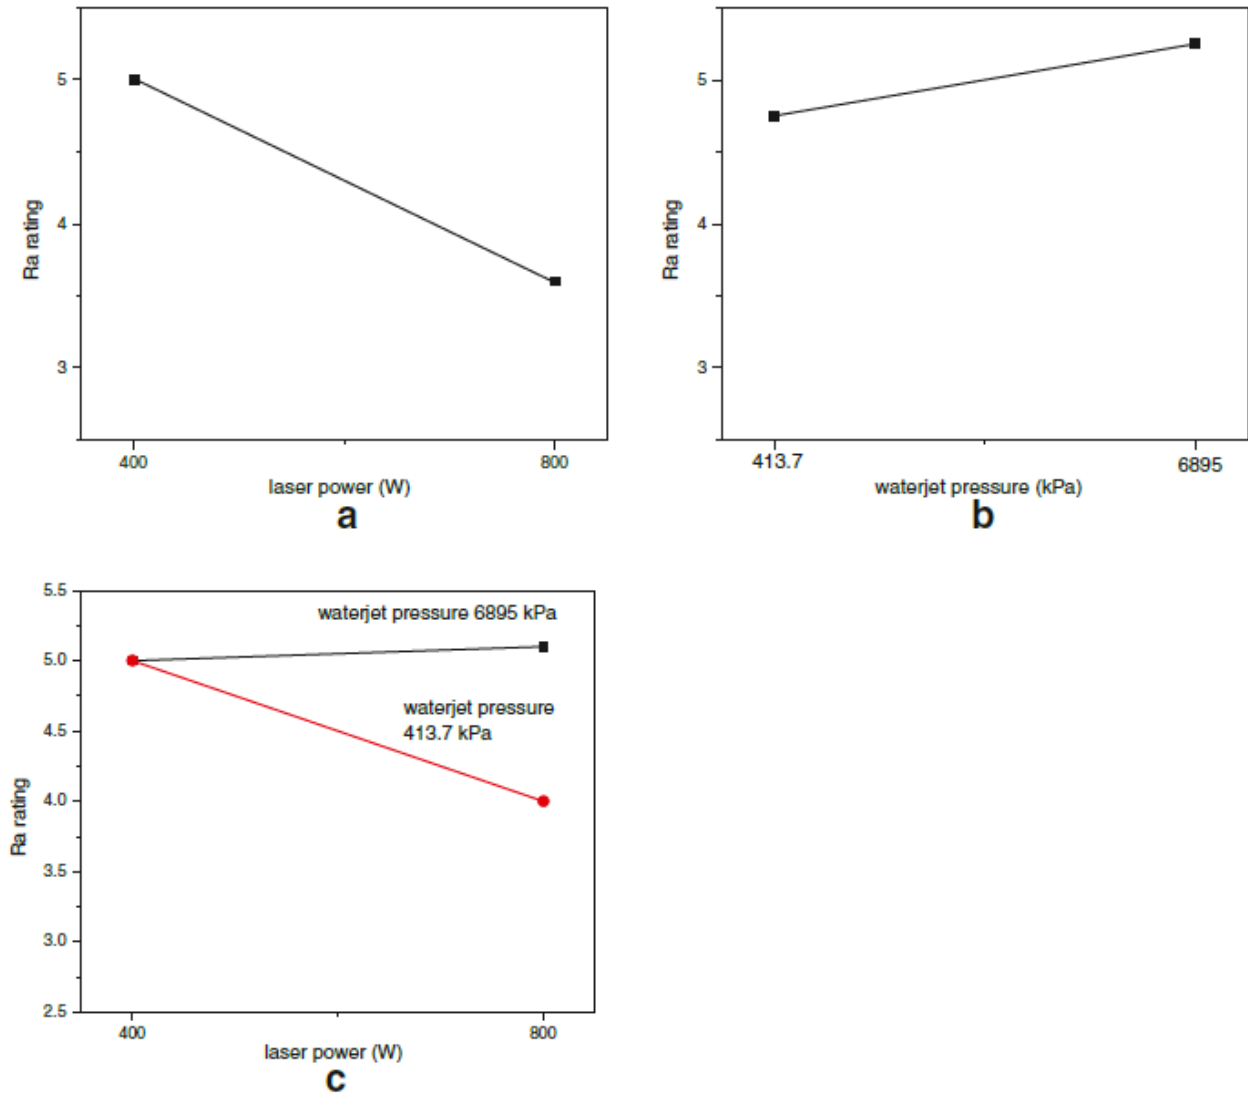 5
4
3
Ra rating
400
800
laser power (W)
a
5
4
3
Ra rating
413.7
6895
waterjet pressure (kPa)
b
5.5
5.0
4.5
4.0
3.5
3.0
2.5
Ra rating
waterjet pressure 6895 kPa
waterjet pressure
413.7 kPa
400
800
laser power (W)
c